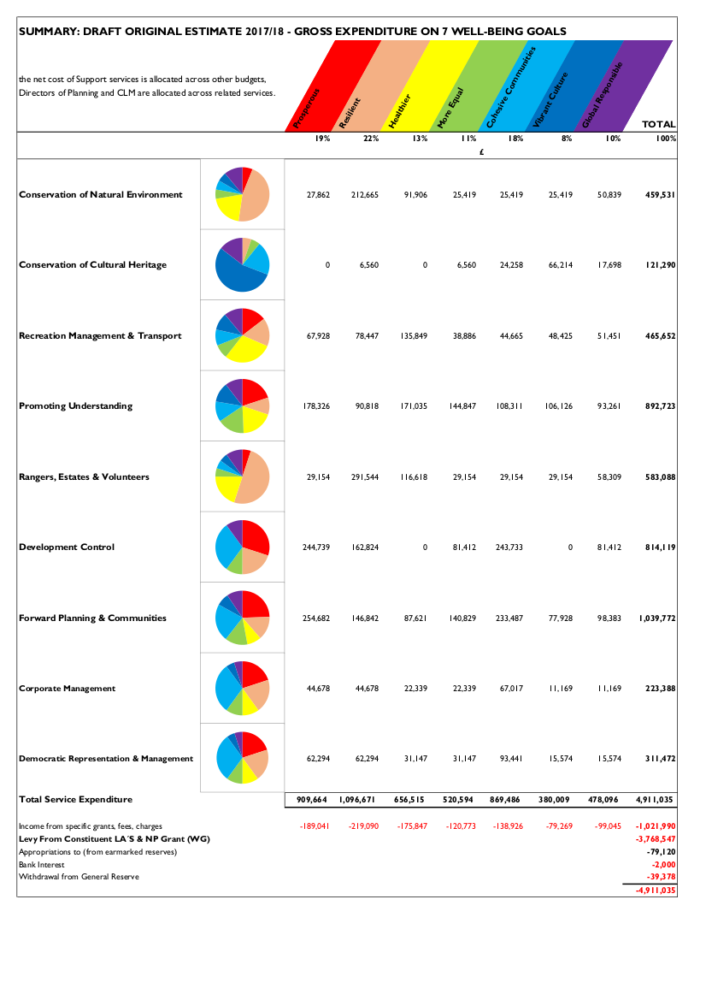 SUMMARY: DRAFT ORIGINAL ESTIMATE 2017/18 - GROSS EXPENDITURE ON 7 WELL-BEING GOALS
the net cost of Support services is allocated across other budgets,
Directors of Planning and CLM are allocated across related services.
Prosperous Resilient Healthier More Equal Cohesive Communities Vibrant Culture Global Responsible TOTAL
19% 22% 13% 11% 18% 8% 10% 100%
£
Conservation of Natural Environment 27,862 212,665 91,906 25,419 25,419 25,419 50,839 459,531
Conservation of Cultural Heritage 0 6,560 0 6,560 24,258 66,214 17,698 121,290
Recreation Management & Transport 67,928 78,447 135,849 38,886 44,665 48,425 51,451 465,652
Promoting Understanding 178,326 90,818 171,035 144,847 108,311 106,126 93,261 892,723
Rangers, Estates & Volunteers 29,154 291,544 116,618 29,154 29,154 29,154 58,309 583,088
Development Control 244,739 162,824 0 81,412 243,733 0 81,412 814,119
Forward Planning & Communities 254,682 146,842 87,621 140,829 233,487 77,928 98,383 1,039,772
Corporate Management 44,678 44,678 22,339 22,339 67,017 11,169 11,169 223,388
Democratic Representation & Management 62,294 62,294 31,147 31,147 93,441 15,574 15,574 311,472
Total Service Expenditure 909,664 1,096,671 656,515 520,594 869,486 380,009 478,096 4,911,035
Income from specific grants, fees, charges -189,041 -219,090 -175,847 -120,773 -138,926 -79,269 -99,045 -1,021,990
Levy From Constituent LA'S & NP Grant (WG) -3,768,547
Appropriations to (from earmarked reserves) -79,120
Bank Interest -2,000
Withdrawal from General Reserve -39,378
-4,911,035